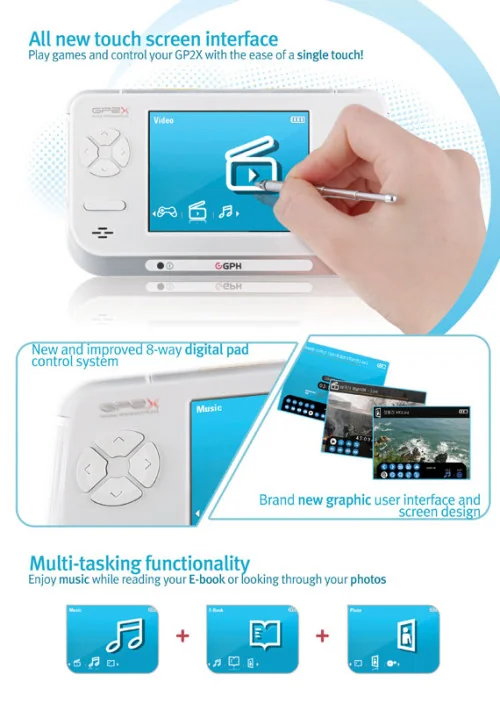 All new touch screen interface
Play games and control your GP2X with the ease of a single touch!
GP2X
Video
GPH
New and improved 8-way digital pad
control system
GP2X
Music
Brand new graphic user interface and
screen design
Multi-tasking functionality
Enjoy music while reading your E-book or looking through your photos
Music
+
E-Book
+
Photo